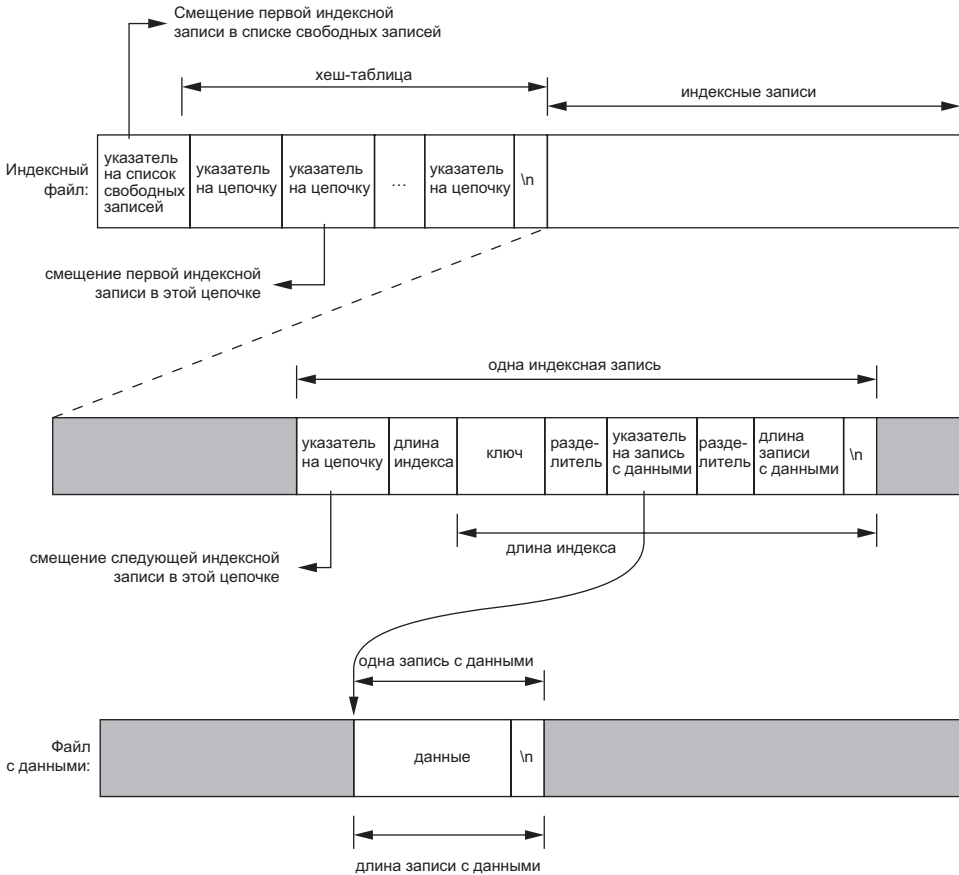 Смещение первой индексной
записи в списке свободных записей
хеш-таблица
индексные записи
Индексный
файл:
указатель
на список
свободных
записей
указатель
на цепочку
указатель
на цепочку
...
указатель
на цепочку
\n
смещение первой индексной
записи в этой цепочке
одна индексная запись
указатель
на цепочку
длина
индекса
ключ
разде-
литель
указатель
на запись
с данными
разде-
литель
длина
записи
с данными
\n
длина индекса
смещение следующей индексной
записи в этой цепочке
одна запись с данными
Файл
с данными:
данные
\n
длина записи с данными